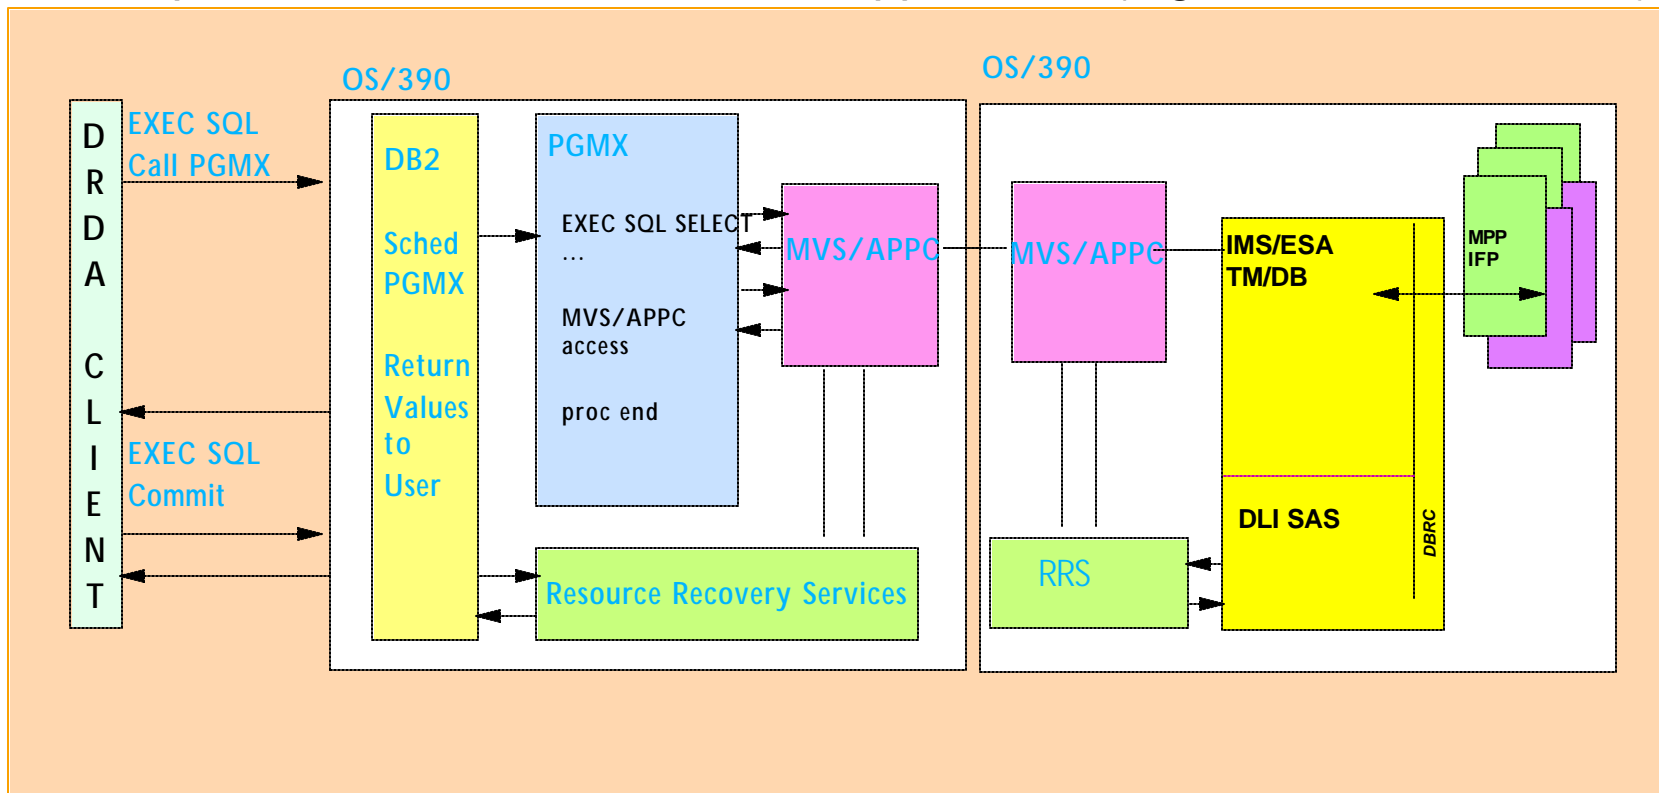 OS/390
OS/390
DRDA CLIENT
EXEC SQL
Call PGMX
EXEC SQL
Commit
DB2
Sched
PGMX
Return
Values
to
User
PGMX
EXEC SQL SELECT
...
MVS/APPC
access
proc end
MVS/APPC
Resource Recovery Services
MVS/APPC
RRS
IMS/ESA
TM/DB
DLI SAS
DBRC
MPP
IFP